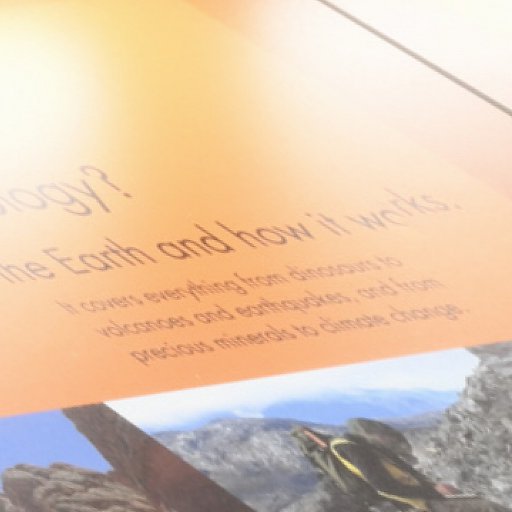 ology?
the Earth and how it works.
It covers everything from dinosaurs to
volcanoes and earthquakes, and from
precious minerals to climate change.